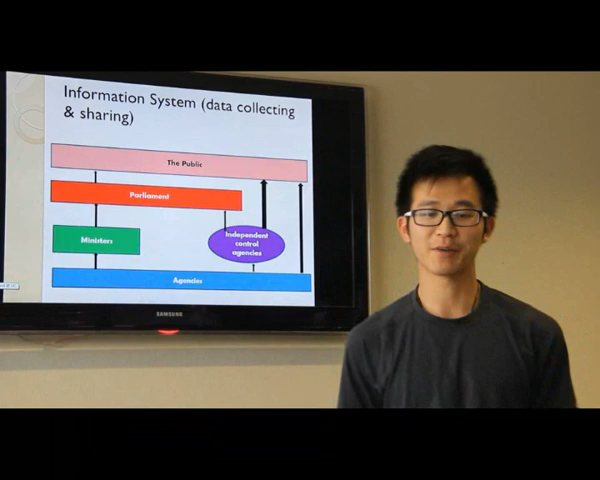 Information System (data collecting
& sharing)
The Public
Parliament
Ministers
Independent
control
agencies
Agencies
SAMSUNG